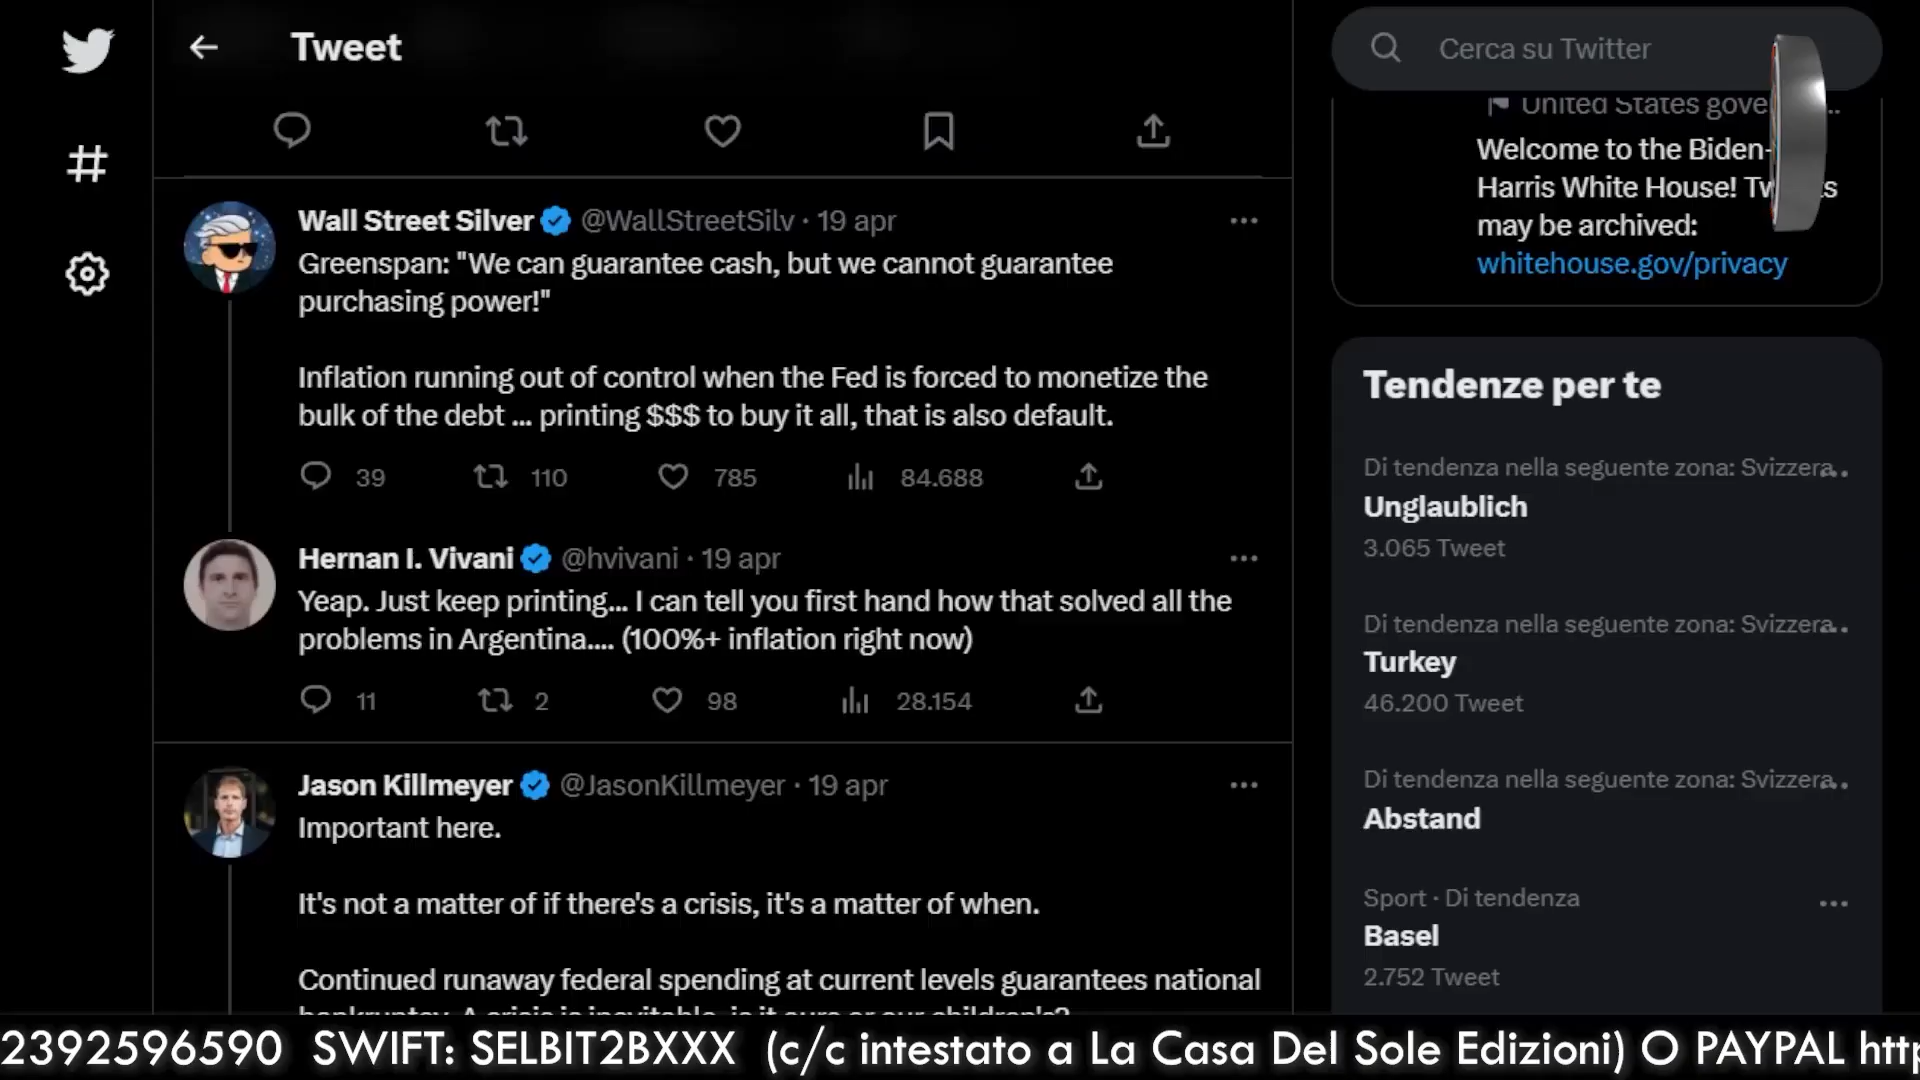 Tweet
Wall Street Silver @WallStreetSilv · 19 apr
Greenspan: "We can guarantee cash, but we cannot guarantee
purchasing power!"
Inflation running out of control when the Fed is forced to monetize the
bulk of the debt ... printing $$$ to buy it all, that is also default.
39 110 785 84.688
Hernan I. Vivani @hvivani · 19 apr
Yeap. Just keep printing... I can tell you first hand how that solved all the
problems in Argentina.... (100%+ inflation right now)
11 2 98 28.154
Jason Killmeyer @JasonKillmeyer · 19 apr
Important here.
It's not a matter of if there's a crisis, it's a matter of when.
Continued runaway federal spending at current levels guarantees national
bankruptcy. A crisis is inevitable, is it ours or our children's?
Cerca su Twitter
United States gove
Welcome to the Biden-
Harris White House!
may be archived:
whitehouse.gov/privacy
Tendenze per te
Di tendenza nella seguente zona: Svizzera
Unglaublich
3.065 Tweet
Di tendenza nella seguente zona: Svizzera
Turkey
46.200 Tweet
Di tendenza nella seguente zona: Svizzera
Abstand
Sport · Di tendenza
Basel
2.752 Tweet
2392596590 SWIFT: SELBIT2BXXX (c/c intestato a La Casa Del Sole Edizioni) O PAYPAL http